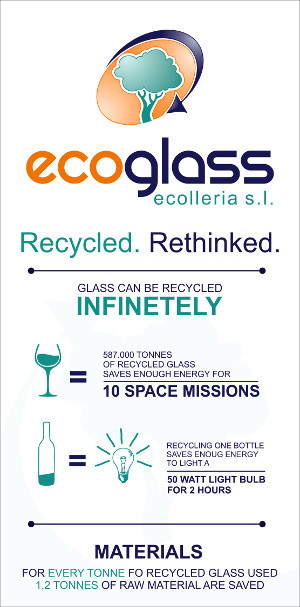 ecoglass
ecolleria s.l.
Recycled. Rethinked.
GLASS CAN BE RECYCLED
INFINETELY
587.000 TONNES
OF RECYCLED GLASS
SAVES ENOUGH ENERGY FOR
10 SPACE MISSIONS
=
RECYCLING ONE BOTTLE
SAVES ENOUG ENERGY
TO LIGHT A
50 WATT LIGHT BULB
FOR 2 HOURS
=
MATERIALS
FOR EVERY TONNE FO RECYCLED GLASS USED
1,2 TONNES OF RAW MATERIAL ARE SAVED